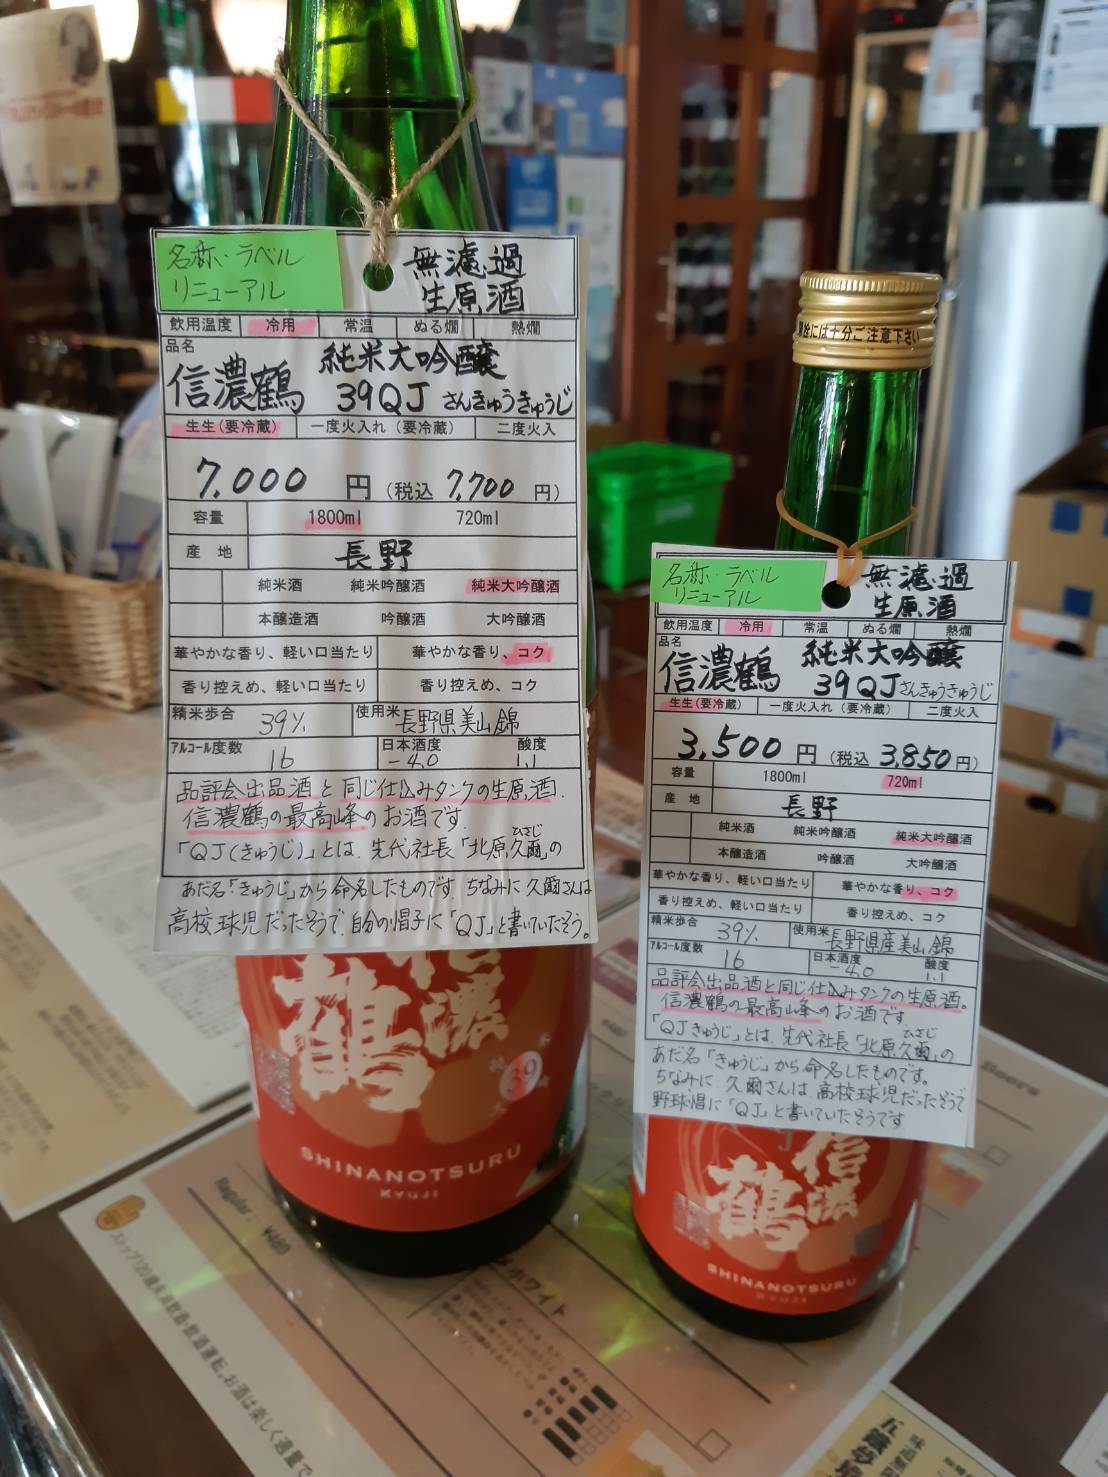 名称・ラベル
リニューアル
無濾過
生原酒
飲用温度 冷用 常温 ぬる燗 熱燗
品名
信濃鶴 純米大吟醸
39QJ さんきゅうきゅうじ
生生(要冷蔵) 一度火入れ(要冷蔵) 二度火入
7,000 円 (税込 7,700 円)
容量 1800ml 720ml
産地 長野
純米酒 純米吟醸酒 純米大吟醸酒
本醸造酒 吟醸酒 大吟醸酒
華やかな香り、軽い口当たり 華やかな香り、コク
香り控えめ、軽い口当たり 香り控えめ、コク
精米歩合 39% 使用米 長野県美山錦
アルコール度数 16 日本酒度 -4.0 酸度 1.1
品評会出品酒と同じ仕込みタンクの生原酒.
信濃鶴の最高峰のお酒です.
「QJ(きゅうじ)」とは、先代社長「北原久爾」の
ひさじ
あだ名「きゅうじ」から命名したものです。ちなみに久爾さんは
高校球児だったそうで、自分の帽子に「QJ」と書いていたそう。
信濃
鶴
39
SHINANOTSURU
KYUJI
開栓には十分ご注意下さい
名称・ラベル
リニューアル
無濾過
生原酒
飲用温度 冷用 常温 ぬる燗 熱燗
品名
信濃鶴 純米大吟醸
39QJ さんきゅうきゅうじ
生生(要冷蔵) 一度火入れ(要冷蔵) 二度火入
3,500 円 (税込 3,850円)
容量 1800ml 720ml
産地 長野
純米酒 純米吟醸酒 純米大吟醸酒
本醸造酒 吟醸酒 大吟醸酒
華やかな香り、軽い口当たり 華やかな香り、コク
香り控えめ、軽い口当たり 香り控えめ、コク
精米歩合 39% 使用米 長野県産美山錦
アルコール度数 16 日本酒度 -4.0 酸度 1.1
品評会出品酒と同じ仕込みタンクの生原酒。
信濃鶴の最高峰のお酒です
「QJきゅうじ」とは、先代社長「北原久爾」の
ひさじ
あだ名「きゅうじ」から命名したものです。
ちなみに、久爾さんは高校球児だったそうで
野球帽に「QJ」と書いていたそうです
信濃
鶴
SHINANOTSURU
KYUJI
Beers
Regular: ¥480
ホワイト